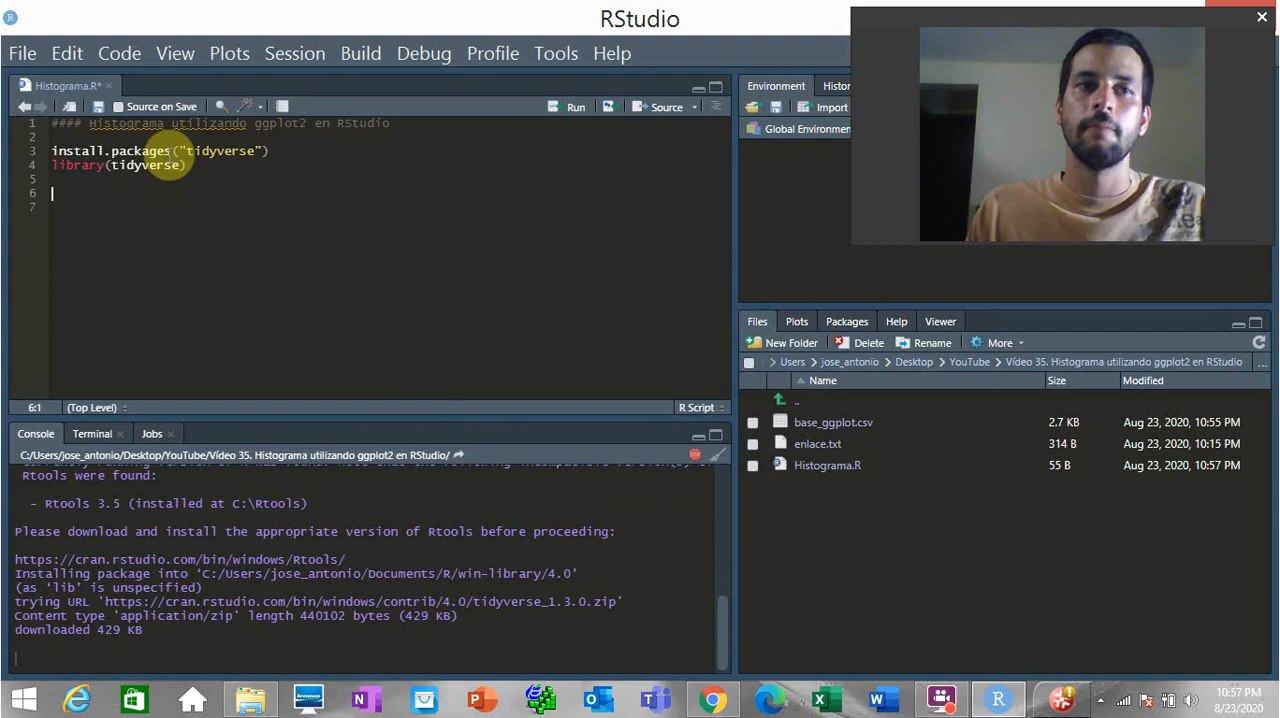 RStudio
File Edit Code View Plots Session Build Debug Profile Tools Help
Histograma.R*
Source on Save Run Source
1 #### Histograma utilizando ggplot2 en RStudio
2
3 install.packages("tidyverse")
4 library(tidyverse)
5
6
7
6:1 (Top Level) R Script
Console Terminal Jobs
C:/Users/jose_antonio/Desktop/YouTube/Vídeo 35. Histograma utilizando ggplot2 en RStudio/
Rtools were found:
- Rtools 3.5 (installed at C:\Rtools)
Please download and install the appropriate version of Rtools before proceeding:
https://cran.rstudio.com/bin/windows/Rtools/
Installing package into ‘C:/Users/jose_antonio/Documents/R/win-library/4.0’
(as ‘lib’ is unspecified)
trying URL 'https://cran.rstudio.com/bin/windows/contrib/4.0/tidyverse_1.3.0.zip'
Content type 'application/zip' length 440102 bytes (429 KB)
downloaded 429 KB
Environment Histor
Import
Global Environmen
Files Plots Packages Help Viewer
New Folder Delete Rename More
Users jose_antonio Desktop YouTube Vídeo 35. Histograma utilizando ggplot2 en RStudio ...
Name Size Modified
..
base_ggplot.csv 2.7 KB Aug 23, 2020, 10:55 PM
enlace.txt 314 B Aug 23, 2020, 10:15 PM
Histograma.R 55 B Aug 23, 2020, 10:57 PM
10:57 PM
8/23/2020